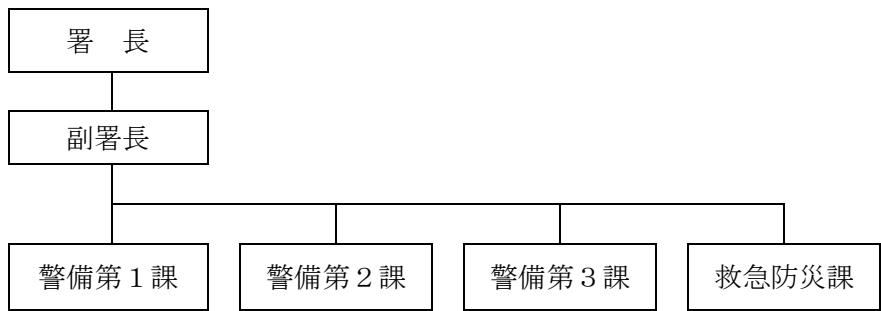 署　長
副署長
警備第１課
警備第２課
警備第３課
救急防災課